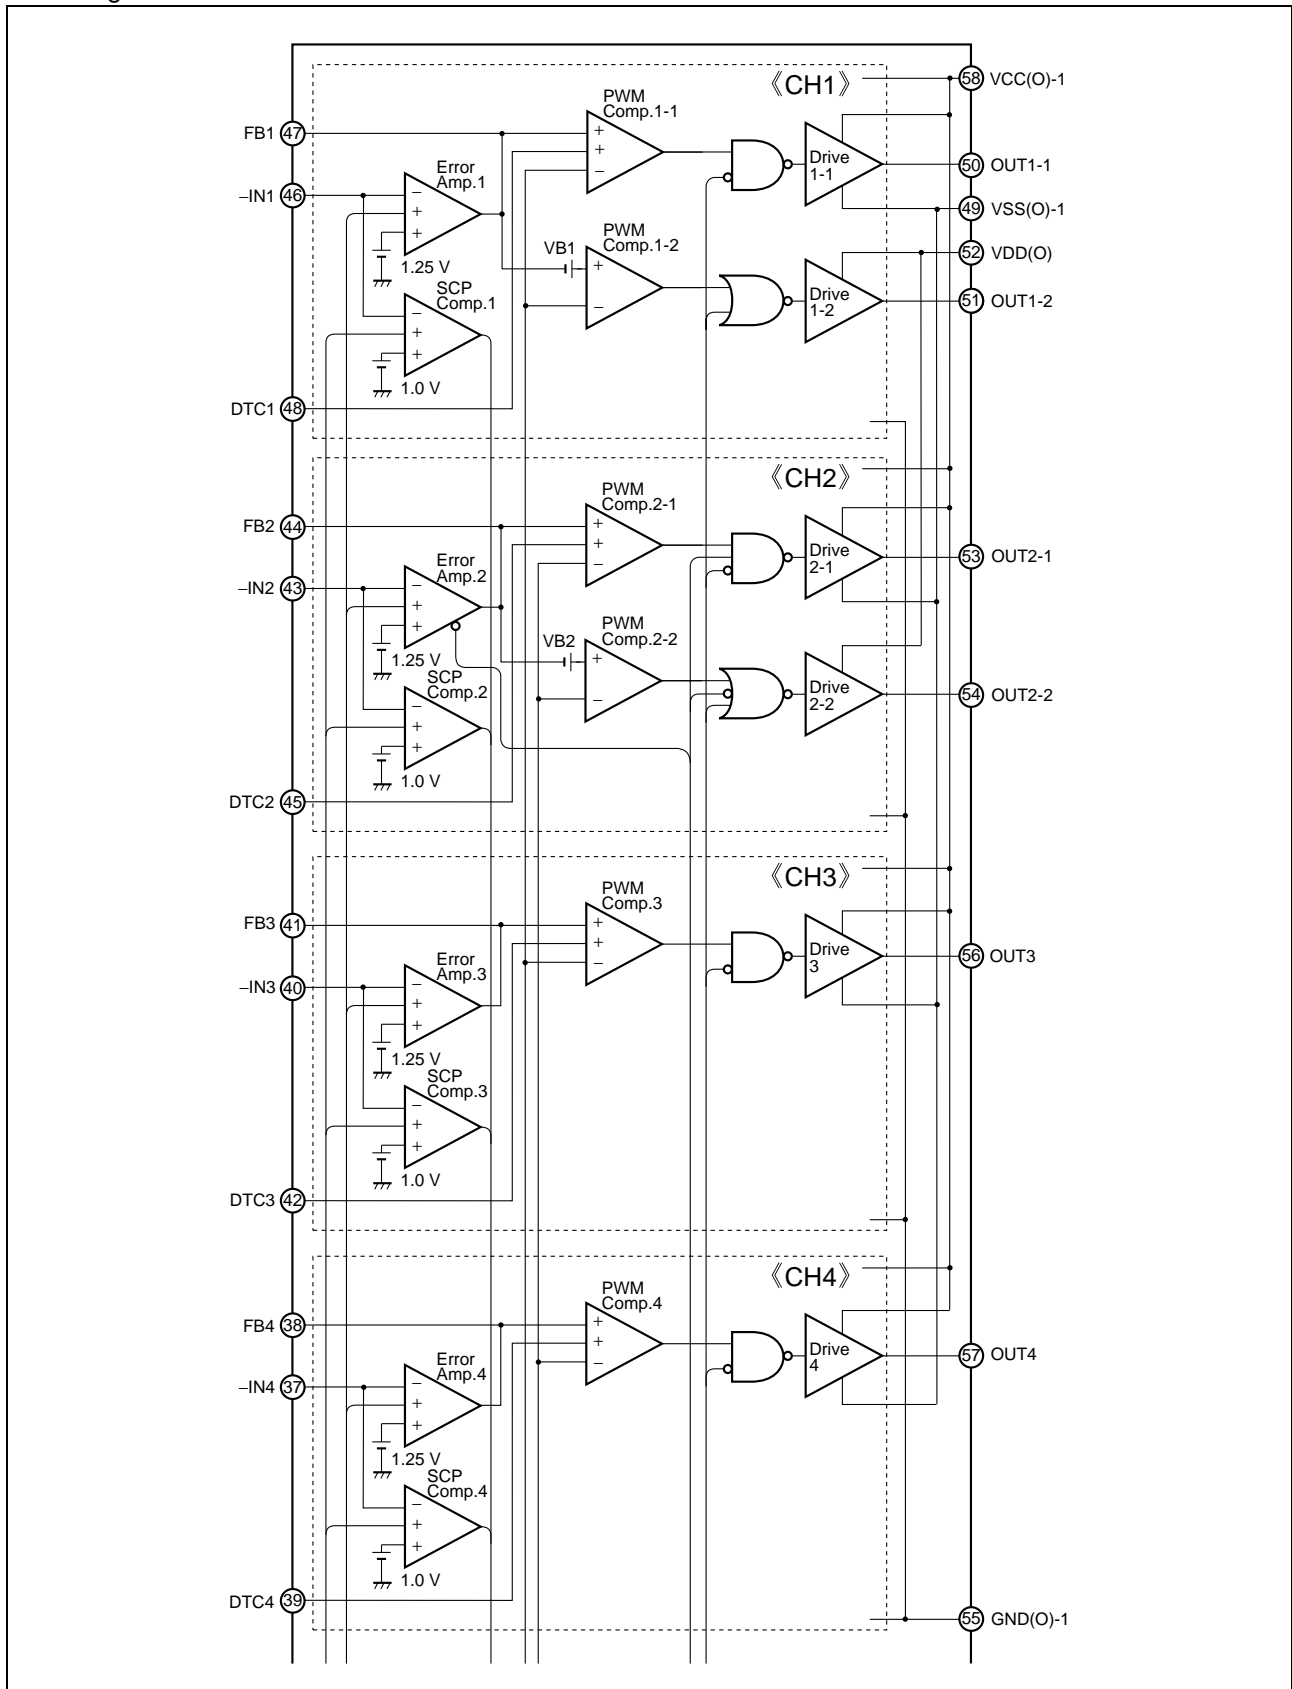 《CH1》
58 VCC(O)-1
PWM
Comp.1-1
FB1 47
+
+
−
Drive
1-1
50 OUT1-1
Error
Amp.1
−IN1 46
−
+
+
49 VSS(O)-1
PWM
Comp.1-2
VB1
+
−
52 VDD(O)
1.25 V
SCP
Comp.1
−
+
+
Drive
1-2
51 OUT1-2
1.0 V
DTC1 48
《CH2》
PWM
Comp.2-1
FB2 44
+
+
−
Drive
2-1
53 OUT2-1
Error
Amp.2
−IN2 43
−
+
+
PWM
Comp.2-2
VB2
+
−
1.25 V
SCP
Comp.2
−
+
+
Drive
2-2
54 OUT2-2
1.0 V
DTC2 45
《CH3》
PWM
Comp.3
FB3 41
+
+
−
Drive
3
56 OUT3
Error
Amp.3
−IN3 40
−
+
+
1.25 V
SCP
Comp.3
−
+
+
1.0 V
DTC3 42
《CH4》
PWM
Comp.4
FB4 38
+
+
−
Drive
4
57 OUT4
Error
Amp.4
−IN4 37
−
+
+
1.25 V
SCP
Comp.4
−
+
+
1.0 V
DTC4 39
55 GND(O)-1